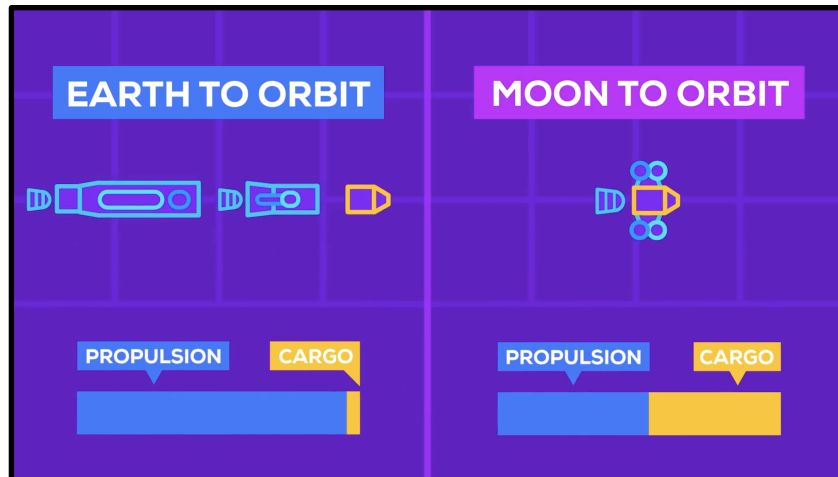 EARTH TO ORBIT
MOON TO ORBIT
PROPULSION
CARGO
PROPULSION
CARGO